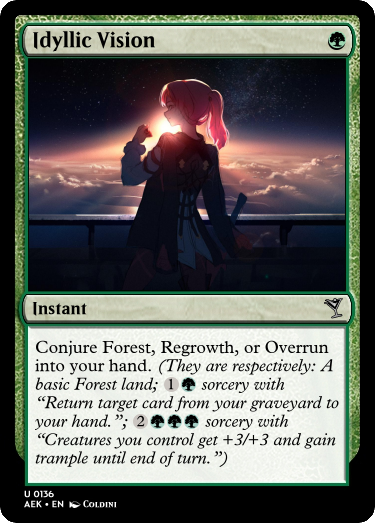 Idyllic Vision
Instant
Conjure Forest, Regrowth, or Overrun
into your hand. (They are respectively: A
basic Forest land; 1 sorcery with
“Return target card from your graveyard to
your hand.”; 2 sorcery with
“Creatures you control get +3/+3 and gain
trample until end of turn.”)
U 0136
AEK • EN Coldini